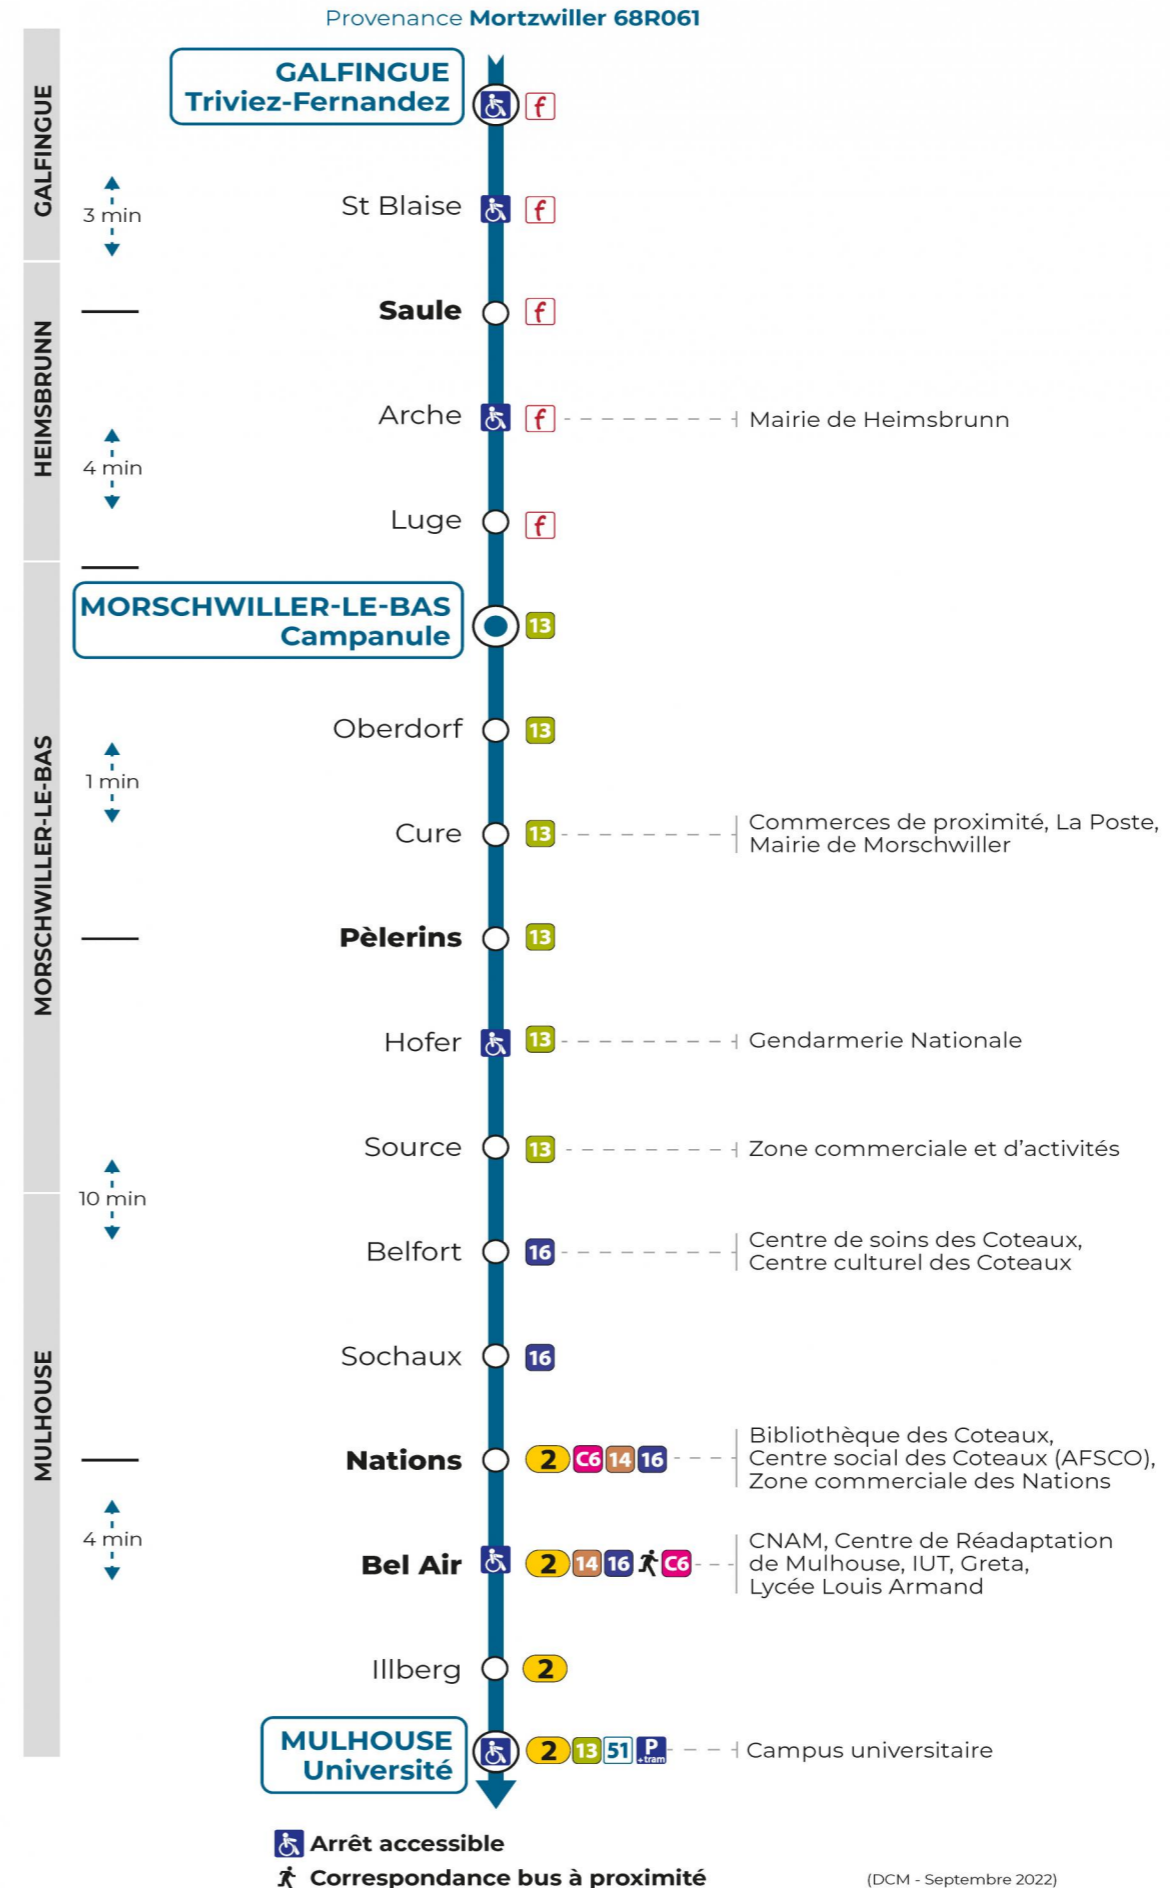 Provenance Mortzwiller 68R061
GALFINGUE
GALFINGUE
Triviez-Fernandez
f
3 min
St Blaise
f
HEIMSBRUNN
Saule
f
Arche
f
Mairie de Heimsbrunn
4 min
Luge
f
MORSCHWILLER-LE-BAS
MORSCHWILLER-LE-BAS
Campanule
13
Oberdorf
13
1 min
Cure
13
Commerces de proximité, La Poste,
Mairie de Morschwiller
Pèlerins
13
Hofer
13
Gendarmerie Nationale
Source
13
Zone commerciale et d'activités
10 min
MULHOUSE
Belfort
16
Centre de soins des Coteaux,
Centre culturel des Coteaux
Sochaux
16
Nations
2 C6 14 16
Bibliothèque des Coteaux,
Centre social des Coteaux (AFSCO),
Zone commerciale des Nations
4 min
Bel Air
2 14 16 C6
CNAM, Centre de Réadaptation
de Mulhouse, IUT, Greta,
Lycée Louis Armand
Illberg
2
MULHOUSE
Université
2 13 51 P
+tram
Campus universitaire
Arrêt accessible
Correspondance bus à proximité
(DCM - Septembre 2022)